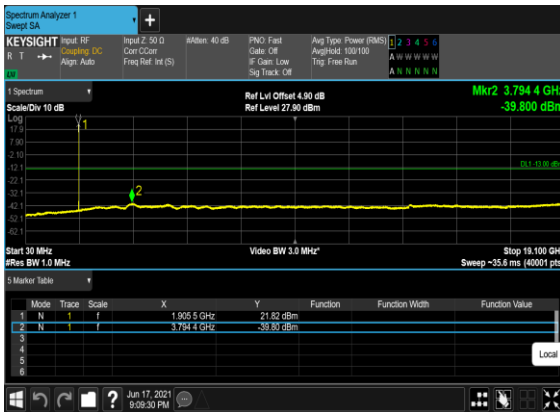 Spectrum Analyzer 1
Swept SA
+
KEYSIGHT
R T
Input: RF
Coupling: DC
Align: Auto
Input Z: 50 Ω
Corr CCorr
Freq Ref: Int (S)
#Atten: 40 dB
PNO: Fast
Gate: Off
IF Gain: Low
Sig Track: Off
Avg Type: Power (RMS)
Avg|Hold: 100/100
Trig: Free Run
1 2 3 4 5 6
A W W W W W
A N N N N N
1 Spectrum
Scale/Div 10 dB
Ref Lvl Offset 4.90 dB
Ref Level 27.90 dBm
Mkr2 3.794 4 GHz
-39.800 dBm
Log
17.9
7.90
-2.10
-12.1
-22.1
-32.1
-42.1
-52.1
-62.1
1
2
DL1 -13.00 dBm
Start 30 MHz
#Res BW 1.0 MHz
Video BW 3.0 MHz*
Stop 19.100 GH
Sweep ~35.6 ms (40001 pts
5 Marker Table
Mode Trace Scale X Y Function Function Width Function Value
1 N 1 f 1.905 5 GHz 21.82 dBm
2 N 1 f 3.794 4 GHz -39.80 dBm
3
4
5
6
Local
?
Jun 17, 2021
9:09:30 PM